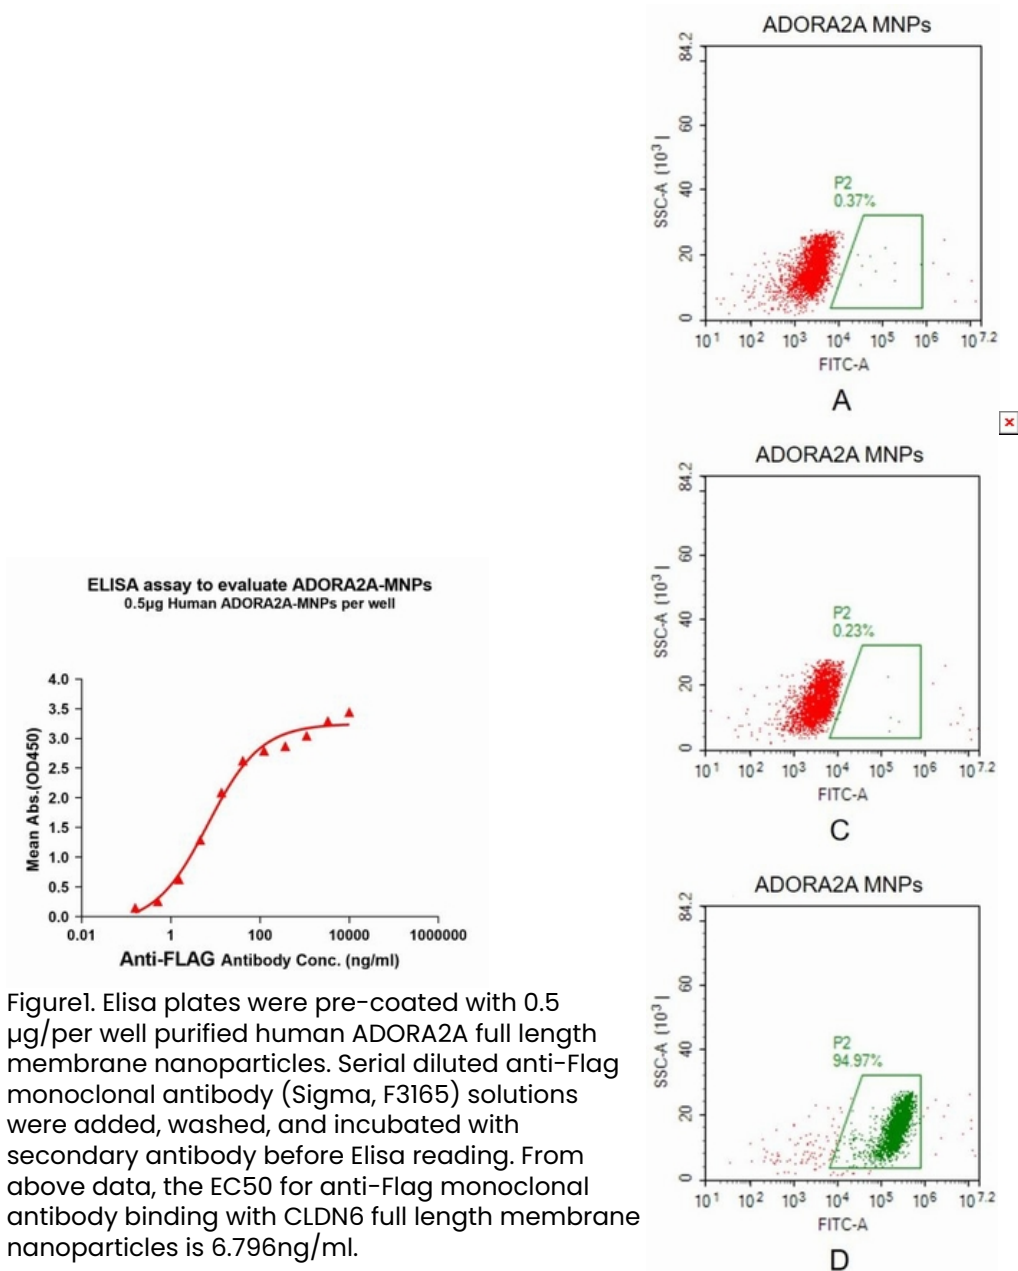 ADORA2A MNPs
84.2
60
40
20
0
SSC-A (10³ )
P2
0.37%
10¹ 10² 10³ 10⁴ 10⁵ 10⁶ 10⁷·²
FITC-A
A
ADORA2A MNPs
84.2
60
40
20
0
SSC-A (10³ )
P2
0.23%
10¹ 10² 10³ 10⁴ 10⁵ 10⁶ 10⁷·²
FITC-A
C
ADORA2A MNPs
84.2
60
40
20
0
SSC-A (10³ )
P2
94.97%
10¹ 10² 10³ 10⁴ 10⁵ 10⁶ 10⁷·²
FITC-A
D
ELISA assay to evaluate ADORA2A-MNPs
0.5μg Human ADORA2A-MNPs per well
Mean Abs.(OD450)
4.0
3.5
3.0
2.5
2.0
1.5
1.0
0.5
0.0
0.01 1 100 10000 1000000
Anti-FLAG Antibody Conc. (ng/ml)
Figure1. Elisa plates were pre-coated with 0.5
μg/per well purified human ADORA2A full length
membrane nanoparticles. Serial diluted anti-Flag
monoclonal antibody (Sigma, F3165) solutions
were added, washed, and incubated with
secondary antibody before Elisa reading. From
above data, the EC50 for anti-Flag monoclonal
antibody binding with CLDN6 full length membrane
nanoparticles is 6.796ng/ml.